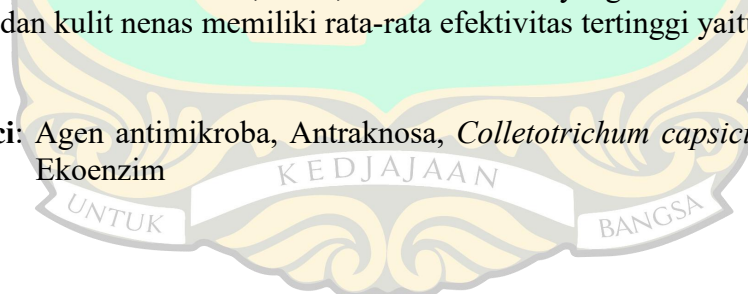 dan kulit nenas memiliki rata-rata efektivitas tertinggi yaitu
ci: Agen antimikroba, Antraknosa, Colletotrichum capsici
Ekoenzim
UNTUK KEDJAJAAN BANGSA